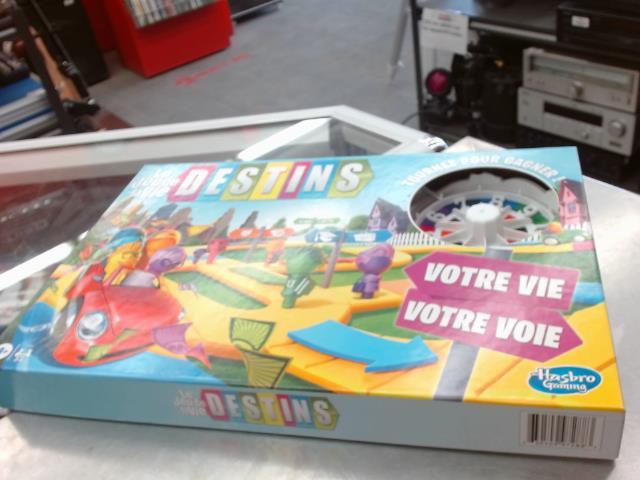 DESTINS
TOURNEZ POUR GAGNER !
VOTRE VIE
VOTRE VOIE
Hasbro
Gaming
DESTINS